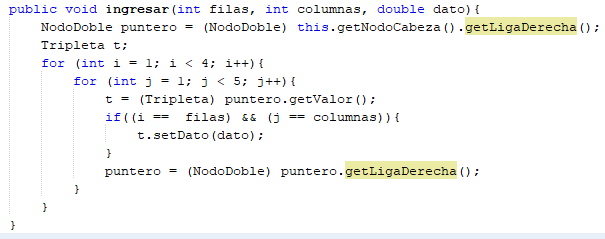 public void ingresar(int filas, int columnas, double dato){
    NodoDoble puntero = (NodoDoble) this.getNodoCabeza().getLigaDerecha();
    Tripleta t;
    for (int i = 1; i < 4; i++){
        for (int j = 1; j < 5; j++){
            t = (Tripleta) puntero.getValor();
            if((i ==  filas) && (j == columnas)){
                t.setDato(dato);
            }
            puntero = (NodoDoble) puntero.getLigaDerecha();
        }
    }
}